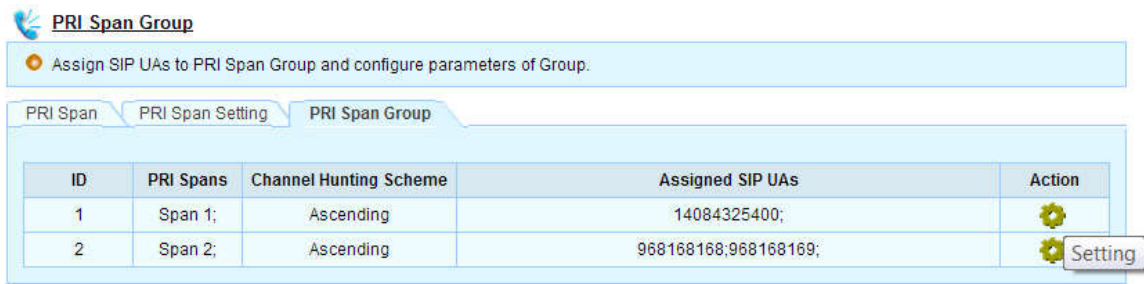 PRI Span Group
Assign SIP UAs to PRI Span Group and configure parameters of Group.
PRI Span PRI Span Setting PRI Span Group
ID PRI Spans Channel Hunting Scheme Assigned SIP UAs Action
1 Span 1; Ascending 14084325400;
2 Span 2; Ascending 968168168;968168169;
Setting